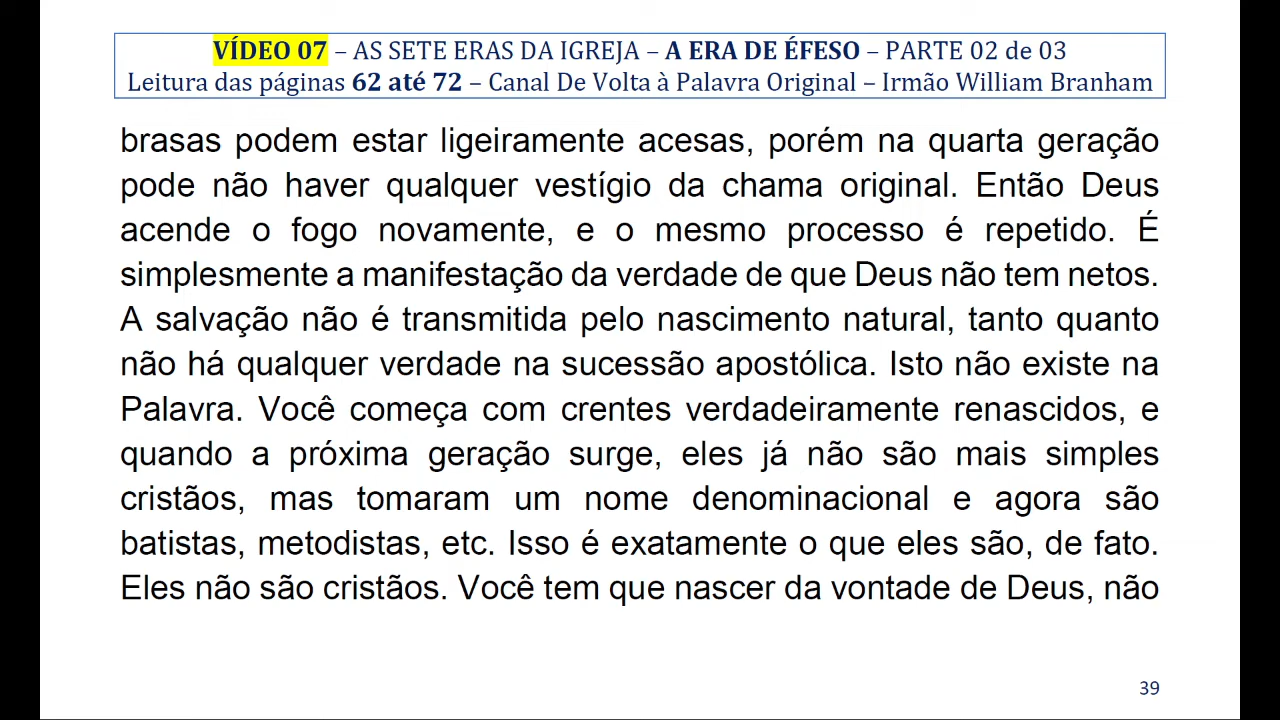 VÍDEO 07 – AS SETE ERAS DA IGREJA – A ERA DE ÉFESO – PARTE 02 de 03
Leitura das páginas 62 até 72 – Canal De Volta à Palavra Original – Irmão William Branham
brasas podem estar ligeiramente acesas, porém na quarta geração
pode não haver qualquer vestígio da chama original. Então Deus
acende o fogo novamente, e o mesmo processo é repetido. É
simplesmente a manifestação da verdade de que Deus não tem netos.
A salvação não é transmitida pelo nascimento natural, tanto quanto
não há qualquer verdade na sucessão apostólica. Isto não existe na
Palavra. Você começa com crentes verdadeiramente renascidos, e
quando a próxima geração surge, eles já não são mais simples
cristãos, mas tomaram um nome denominacional e agora são
batistas, metodistas, etc. Isso é exatamente o que eles são, de fato.
Eles não são cristãos. Você tem que nascer da vontade de Deus, não
39